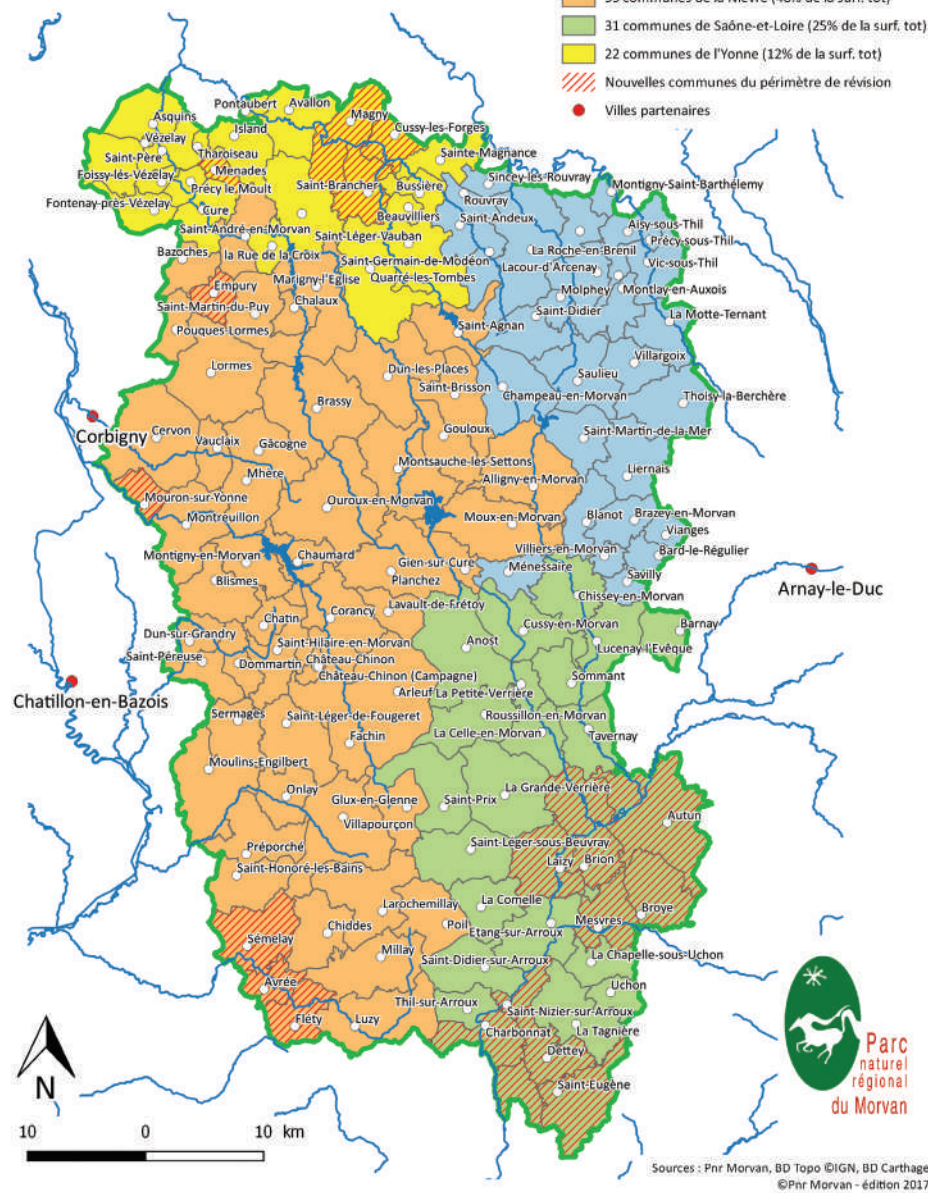 31 communes de Saône-et-Loire (25% de la surf. tot)
22 communes de l'Yonne (12% de la surf. tot)
Nouvelles communes du périmètre de révision
Villes partenaires
Pontaubert
Avallon
Asquins
Magny
Island
Cussy-les-Forges
Vézelay
Saint-Père
Tharoiseau
Sainte-Magnance
Foissy-lés-Vézelay
Menades
Sincey-les-Rouvray
Précy-le-Moult
Saint-Brancher
Bussière
Montigny-Saint-Barthélemy
Fontenay-près-Vézelay
Cure
Beauvilliers
Rouvray
Saint-Andeux
Aisy-sous-Thil
Saint-André-en-Morvan
Saint-Léger-Vauban
Précy-sous-Thil
Bazoches
la Rue de la Croix
La Roche-en-Brenil
Saint-Germain-de-Modéon
Lacour-d'Arcenay
Vic-sous-Thil
Empury
Marigny-l'Eglise
Quarré-les-Tombes
Saint-Martin-du-Puy
Chalaux
Molphey
Montlay-en-Auxois
Pouques-Lormes
Saint-Agnan
Saint-Didier
La Motte-Ternant
Lormes
Dun-les-Places
Villargoix
Saint-Brisson
Saulieu
Champeau-en-Morvan
Thoisy-la-Berchère
Brassy
Corbigny
Cervon
Vauclaix
Gâcogne
Gouloux
Saint-Martin-de-la-Mer
Mhère
Montsauche-les-Settons
Liernais
Alligny-en-Morvan
Mouron-sur-Yonne
Ouroux-en-Morvan
Montreuillon
Moux-en-Morvan
Blanot
Brazey-en-Morvan
Vianges
Montigny-en-Morvan
Chaumard
Villiers-en-Morvan
Bard-le-Régulier
Gien-sur-Cure
Ménessaire
Blismes
Planchez
Savilly
Arnay-le-Duc
Chissey-en-Morvan
Corancy
Lavault-de-Frétoy
Chatin
Cussy-en-Morvan
Barnay
Dun-sur-Grandry
Saint-Hilaire-en-Morvan
Anost
Lucenay l'Evêque
Saint-Péreuse
Dommartin
Château-Chinon
Château-Chinon (Campagne)
Sommant
Chatillon-en-Bazois
Arleuf
La Petite-Verrière
Sermages
Saint-Léger-de-Fougeret
Roussillon-en-Morvan
Fachin
La Celle-en-Morvan
Tavernay
Moulins-Engilbert
Onlay
Glux-en-Glenne
Saint-Prix
La Grande-Verrière
Villapourçon
Autun
Préporché
Saint-Léger-sous-Beuvray
Saint-Honoré-les-Bains
Laizy
Brion
Larochemillay
La Comelle
Chiddes
Poil
Etang-sur-Arroux
Mesvres
Broye
Sémelay
Millay
Saint-Didier-sur-Arroux
La Chapelle-sous-Uchon
Avrée
Thil-sur-Arroux
Uchon
Fléty
Luzy
Saint-Nizier-sur-Arroux
Charbonnat
La Tagnière
Dettey
Saint-Eugène
N
10 0 10 km
Parc
naturel
régional
du Morvan
Sources : Pnr Morvan, BD Topo ©IGN, BD Carthage
©Pnr Morvan - édition 2017